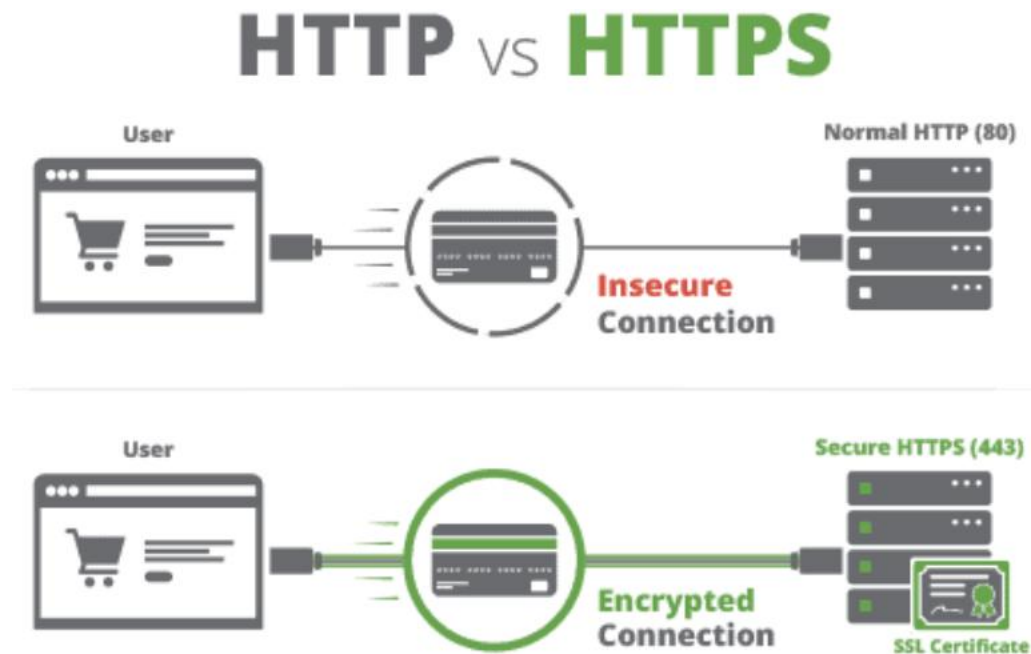 HTTP vs HTTPS
User
Normal HTTP (80)
Insecure
Connection
User
Secure HTTPS (443)
Encrypted
Connection
SSL Certificate